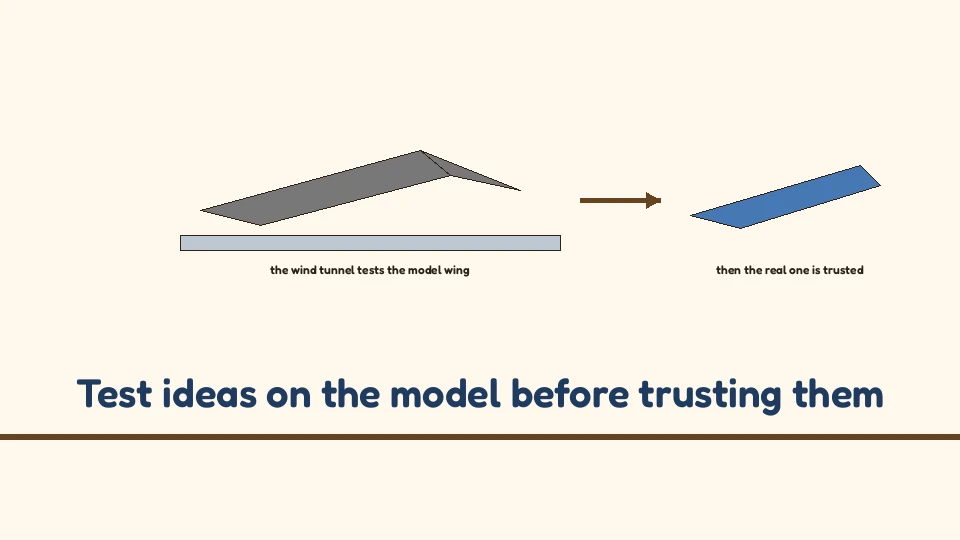 the wind tunnel tests the model wing
then the real one is trusted
Test ideas on the model before trusting them